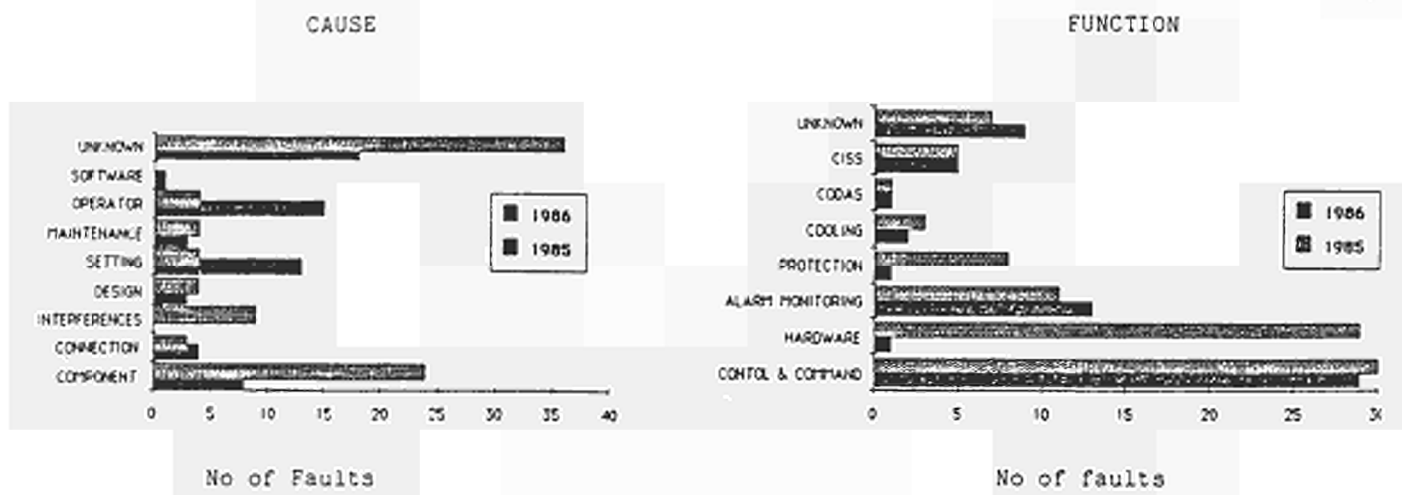 CAUSE
UNKNOWN
SOFTWARE
OPERATOR
MAINTENANCE
SETTING
DESIGN
INTERFERENCES
CONNECTION
COMPONENT
0 5 10 15 20 25 30 35 40
1986
1985
No of Faults
FUNCTION
UNKNOWN
CISS
CODAS
COOLING
PROTECTION
ALARM MONITORING
HARDWARE
CONTOL & COMMAND
0 5 10 15 20 25
1986
1985
No of faults